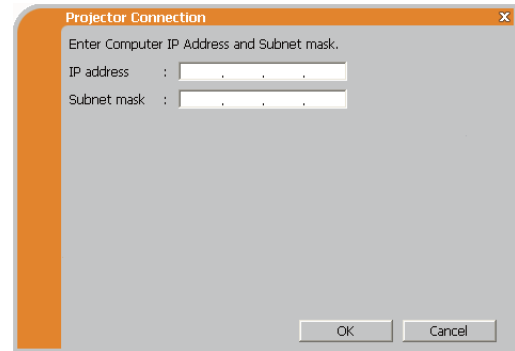 Projector Connection x
Enter Computer IP Address and Subnet mask.
IP address : . . .
Subnet mask : . . .
OK Cancel